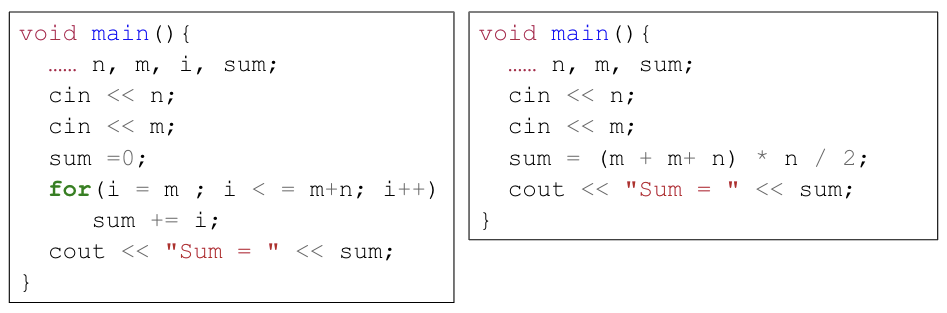 void main(){
…… n, m, i, sum;
cin << n;
cin << m;
sum =0;
for(i = m ; i < = m+n; i++)
sum += i;
cout << "Sum = " << sum;
}
void main(){
…… n, m, sum;
cin << n;
cin << m;
sum = (m + m+ n) * n / 2;
cout << "Sum = " << sum;
}